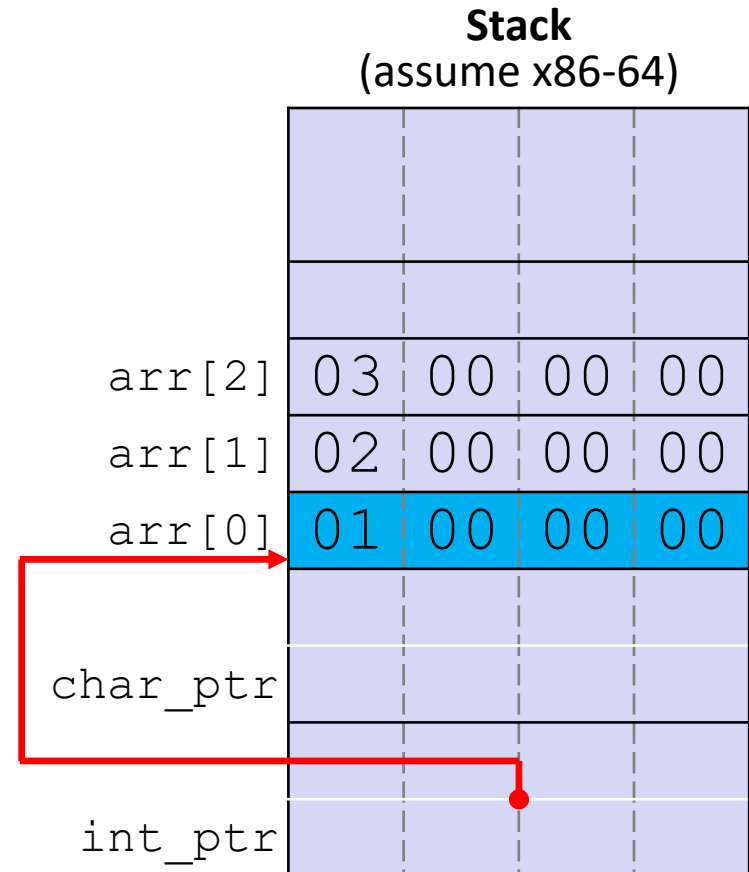 Stack
(assume x86-64)
arr[2] 03 00 00 00
arr[1] 02 00 00 00
arr[0] 01 00 00 00
char_ptr
int_ptr